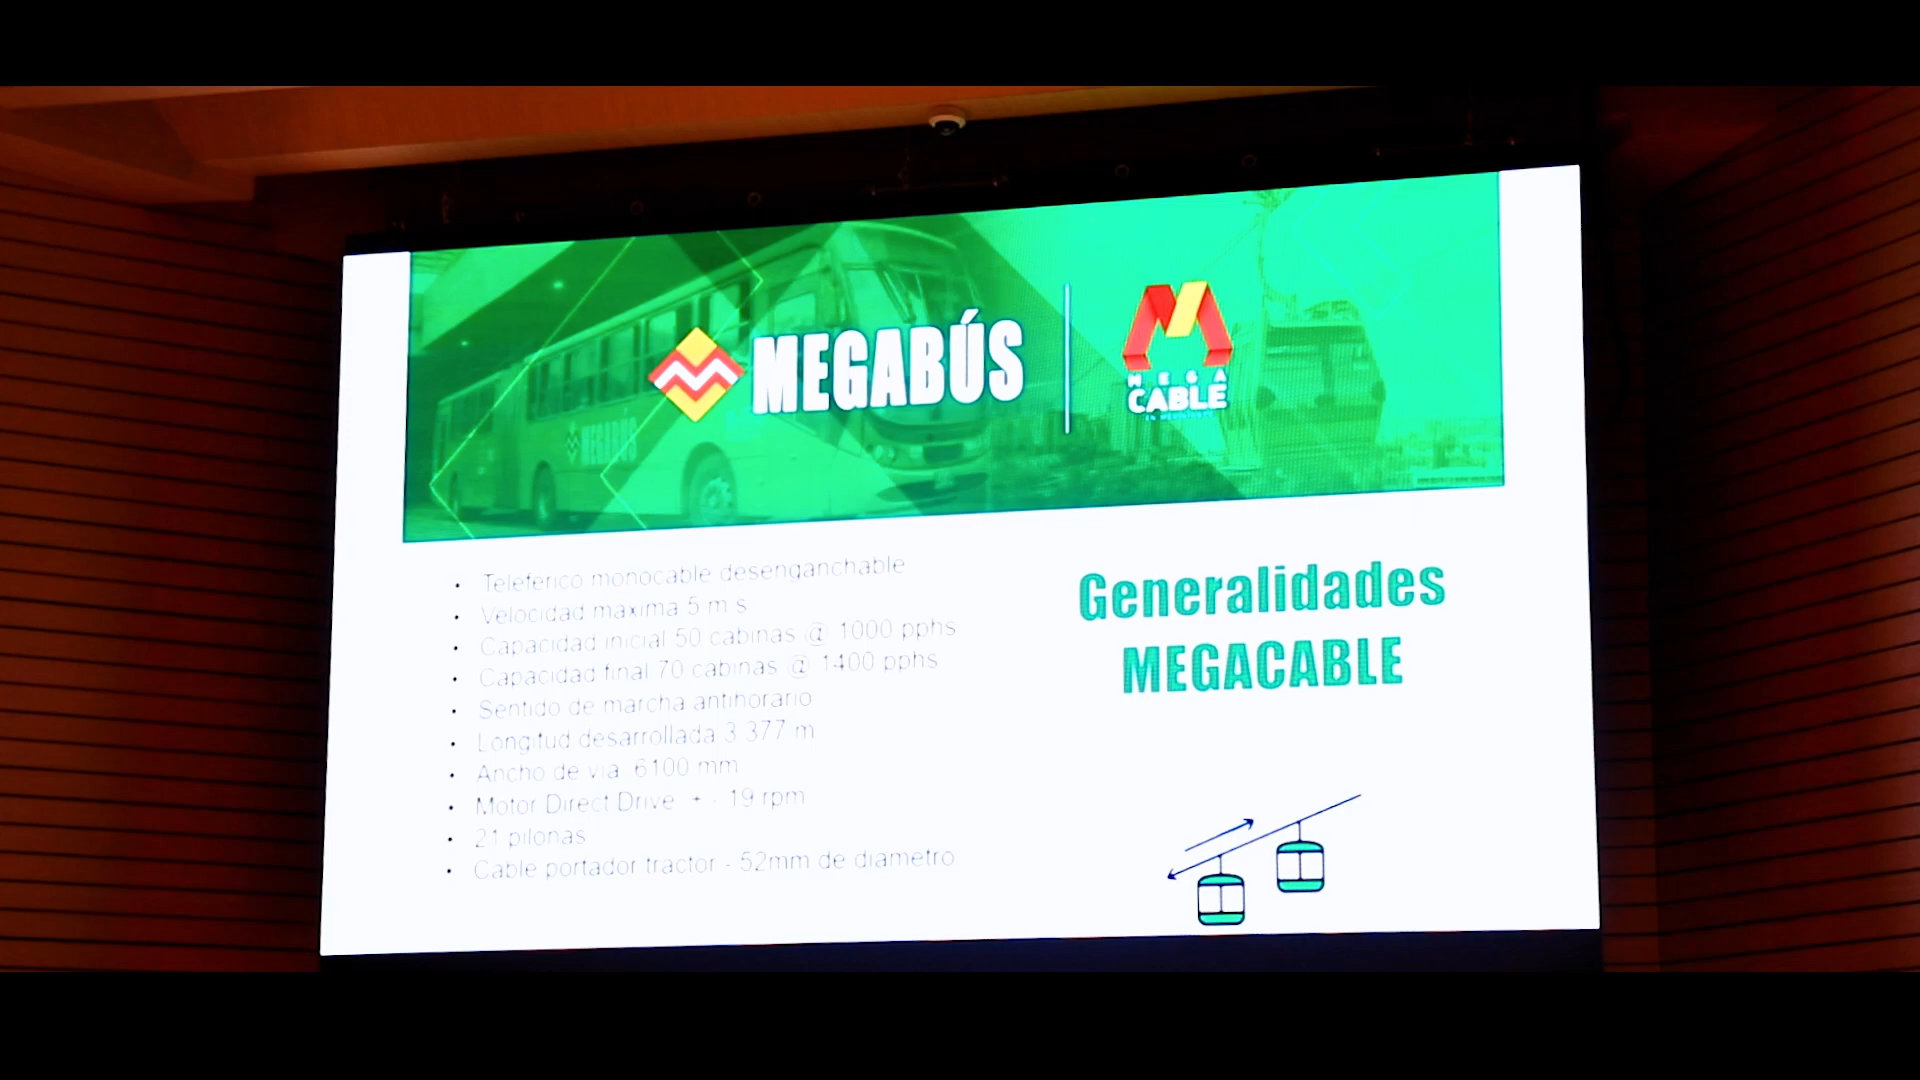 MEGABÚS
MEGA
CABLE
MEGABÚS
• Teleferico monocable desenganchable
• Velocidad maxima 5 m s
• Capacidad inicial 50 cabinas @ 1000 pphs
• Capacidad final 70 cabinas @ 1400 pphs
• Sentido de marcha antihorario
• Longitud desarrollada 3 377 m
• Ancho de via 6100 mm
• Motor Direct Drive + - 19 rpm
• 21 pilonas
• Cable portador tractor - 52mm de diametro
Generalidades
MEGACABLE